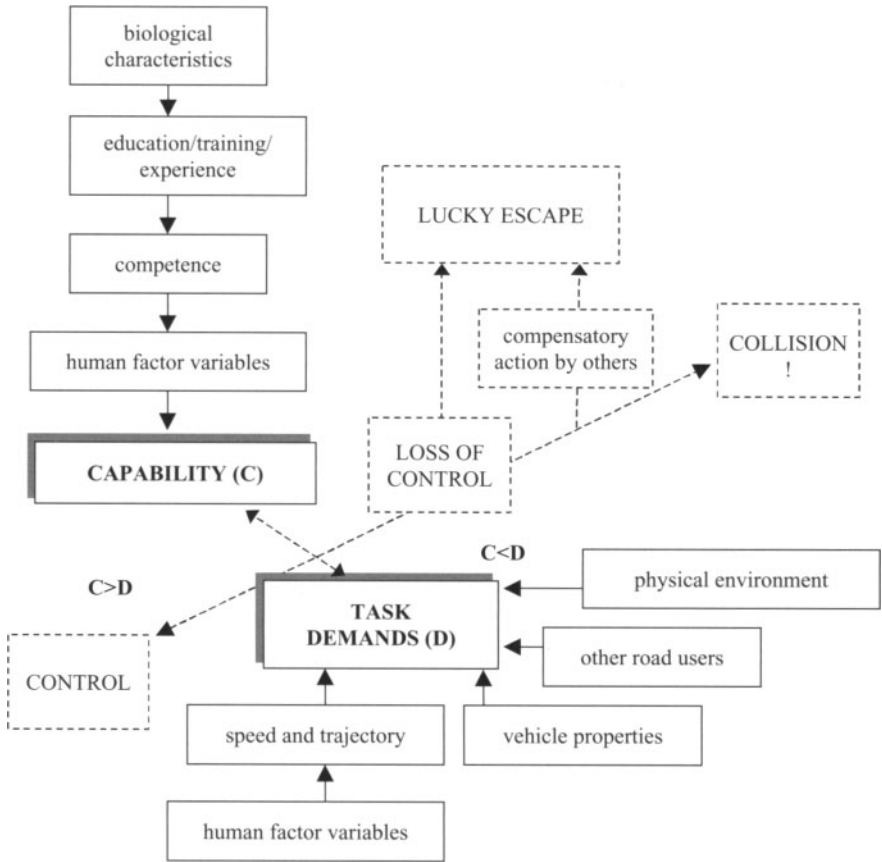 biological
characteristics
education/training/
experience
LUCKY ESCAPE
competence
compensatory
action by others
COLLISION
!
human factor variables
LOSS OF
CONTROL
CAPABILITY (C)
C<D
C>D
physical environment
TASK
DEMANDS (D)
other road users
CONTROL
speed and trajectory
vehicle properties
human factor variables